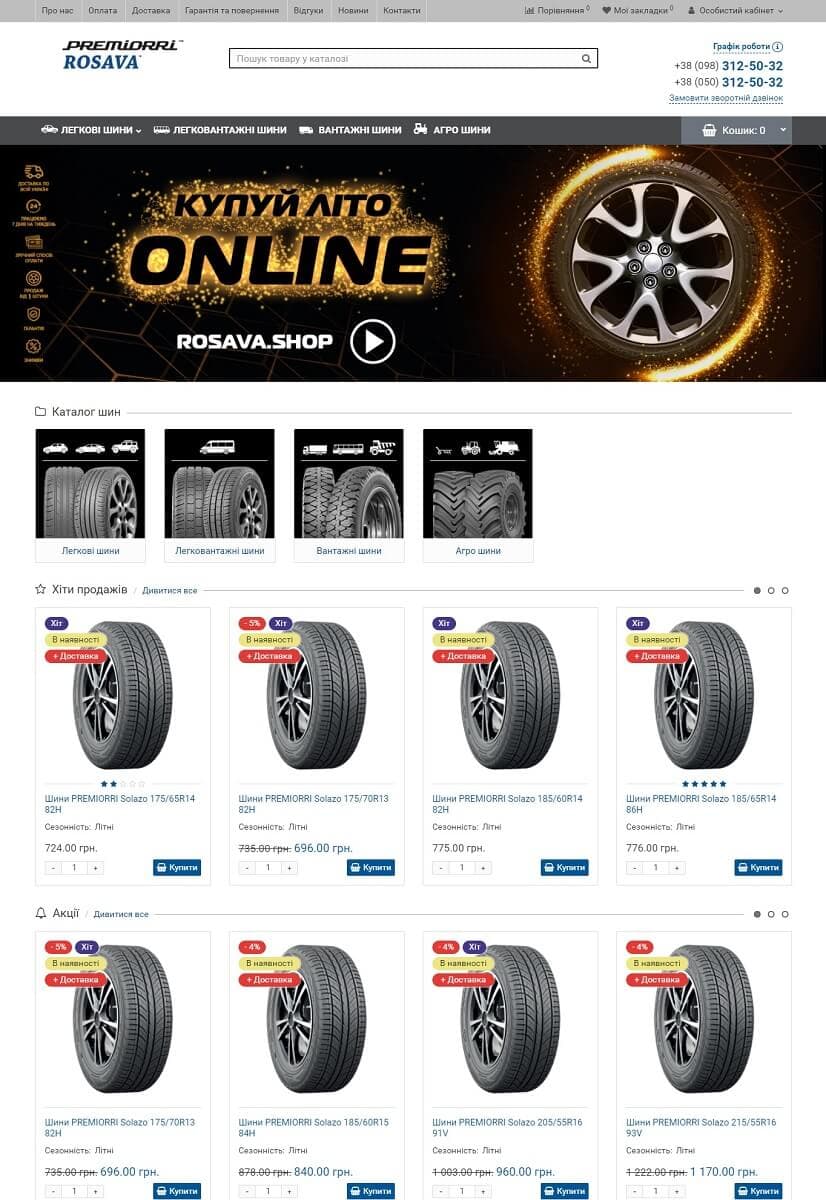 Про нас
Оплата
Доставка
Гарантія та повернення
Відгуки
Новини
Контакти
Порівняння 0
Мої закладки 0
Особистий кабінет
PREMIORRI™
ROSAVA
Пошук товару у каталозі
Графік роботи
+38 (098) 312-50-32
+38 (050) 312-50-32
Замовити зворотній дзвінок
ЛЕГКОВІ ШИНИ
ЛЕГКОВАНТАЖНІ ШИНИ
ВАНТАЖНІ ШИНИ
АГРО ШИНИ
Кошик: 0
ДОСТАВКА ПО
ВСІЙ УКРАЇНІ
24
ПРАЦЮЄМО
7 ДНІВ НА ТИЖДЕНЬ
ЗРУЧНИЙ СПОСІБ
ОПЛАТИ
ПРОДАЖ
ВІД 1 ШТУКИ
ГАРАНТІЯ
ЗНИЖКИ
КУПУЙ ЛІТО
ONLINE
ROSAVA.SHOP
Каталог шин
Легкові шини
Легковантажні шини
Вантажні шини
Агро шини
Хіти продажів / Дивитися все
Хіт
В наявності
+ Доставка
Шини PREMIORRI Solazo 175/65R14
82H
Сезонність: Літні
724.00 грн.
- 1 +
Купити
- 5% Хіт
В наявності
+ Доставка
Шини PREMIORRI Solazo 175/70R13
82H
Сезонність: Літні
735.00 грн. 696.00 грн.
- 1 +
Купити
Хіт
В наявності
+ Доставка
Шини PREMIORRI Solazo 185/60R14
82H
Сезонність: Літні
775.00 грн.
- 1 +
Купити
Хіт
В наявності
+ Доставка
Шини PREMIORRI Solazo 185/65R14
86H
Сезонність: Літні
776.00 грн.
- 1 +
Купити
Акції / Дивитися все
- 5% Хіт
В наявності
+ Доставка
Шини PREMIORRI Solazo 175/70R13
82H
Сезонність: Літні
735.00 грн. 696.00 грн.
- 1 +
Купити
- 4%
В наявності
+ Доставка
Шини PREMIORRI Solazo 185/60R15
84H
Сезонність: Літні
878.00 грн. 840.00 грн.
- 1 +
Купити
- 4% Хіт
В наявності
+ Доставка
Шини PREMIORRI Solazo 205/55R16
91V
Сезонність: Літні
1 003.00 грн. 960.00 грн.
- 1 +
Купити
- 4%
В наявності
+ Доставка
Шини PREMIORRI Solazo 215/55R16
93V
Сезонність: Літні
1 222.00 грн. 1 170.00 грн.
- 1 +
Купити